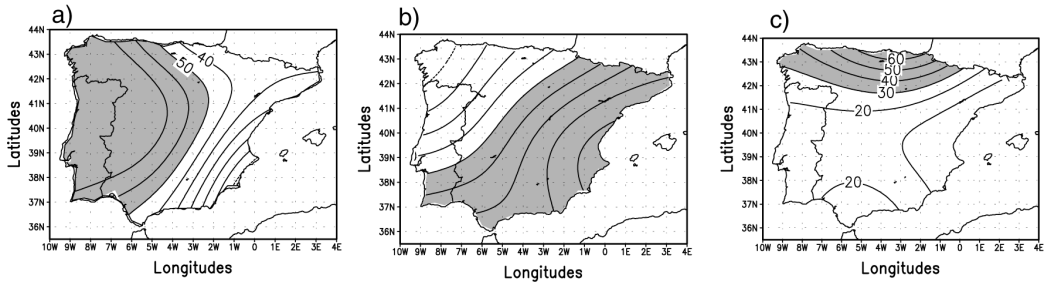 a)
b)
c)
44N
43N
42N
41N
40N
39N
38N
37N
36N
Latitudes
50
40
10W 9W 8W 7W 6W 5W 4W 3W 2W 1W 0 1E 2E 3E 4E
Longitudes
44N
43N
42N
41N
40N
39N
38N
37N
36N
Latitudes
10W 9W 8W 7W 6W 5W 4W 3W 2W 1W 0 1E 2E 3E 4E
Longitudes
44N
43N
42N
41N
40N
39N
38N
37N
36N
Latitudes
60
50
40
30
20
20
10W 9W 8W 7W 6W 5W 4W 3W 2W 1W 0 1E 2E 3E 4E
Longitudes